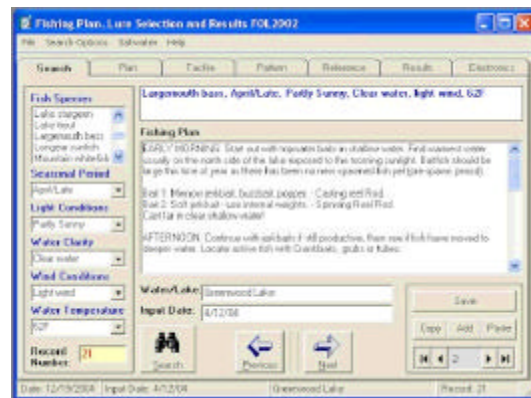 Fishing Plan, Lure Selection and Results FOL2002
File Search Options Saltwater Help
Search Plan Tackle Pattern Reference Results Electronics
Fish Species
Lake sturgeon
Lake trout
Largemouth bass
Longear sunfish
Mountain whitefish
Seasonal Period
April/Late
Light Conditions
Partly Sunny
Water Clarity
Clear water
Wind Conditions
Light wind
Water Temperature
62F
Record Number: 21
Largemouth bass, April/Late, Partly Sunny, Clear water, light wind, 62F
Fishing Plan
EARLY MORNING: Start out with topwater baits in shallow water. Find warmest water
usually on the north side of the lake exposed to the morning sunlight. Baitfish should be
large this time of year as there has been no new spawned fish yet (pre-spawn period).
Bait 1: Minnow jerkbait, buzzbait, popper - Casting reel Rod.
Bait 2: Soft jerkbait - use internal weights. - Spinning Reel Rod.
Cast far in clear shallow water!
AFTERNOON: Continue with jerkbaits if still productive, then move if fish have moved to
deeper water. Locate active fish with Crankbaits, grubs or tubes.
Water/Lake: Greenwood Lake
Input Date: 4/12/04
Search
Previous
Next
Save
Copy Add Paste
2
Date: 12/19/2004 Input Date: 4/12/04 Greenwood Lake Record: 21